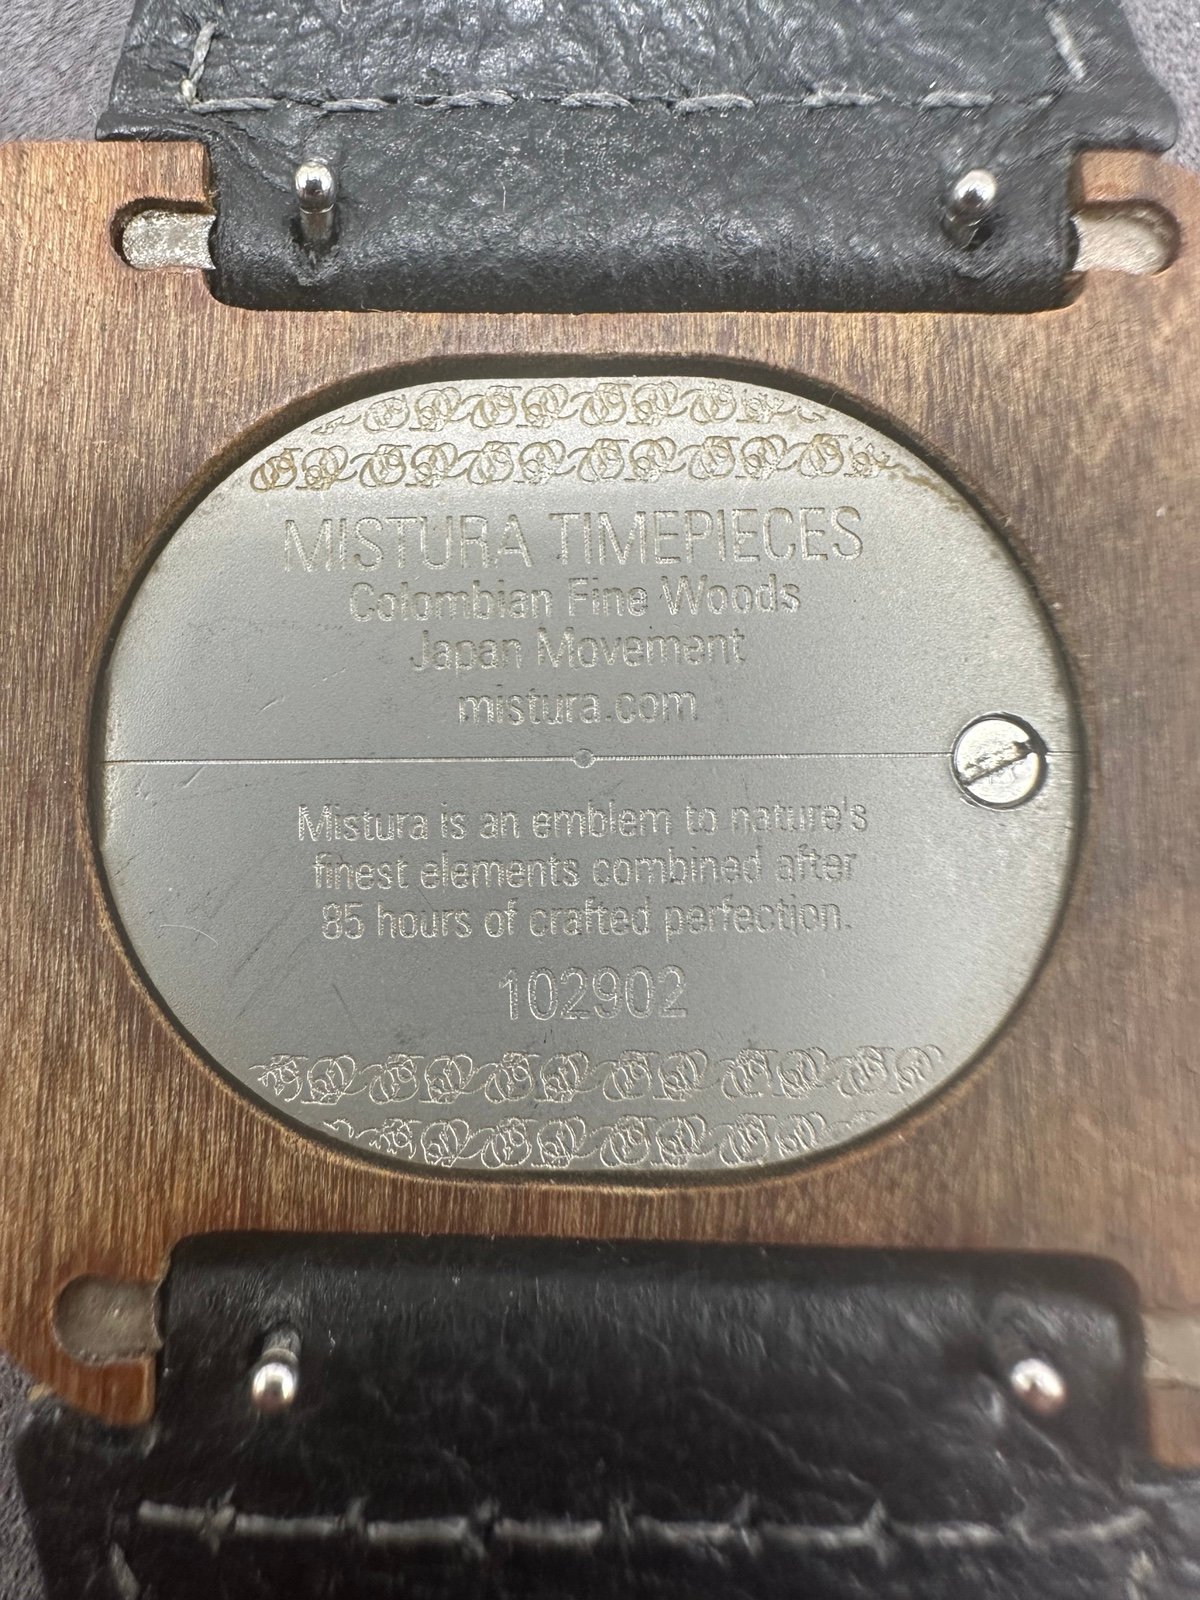 MISTURA TIMEPIECES
Colombian Fine Woods
Japan Movement
mistura.com
Mistura is an emblem to nature's
finest elements combined after
85 hours of crafted perfection.
102902